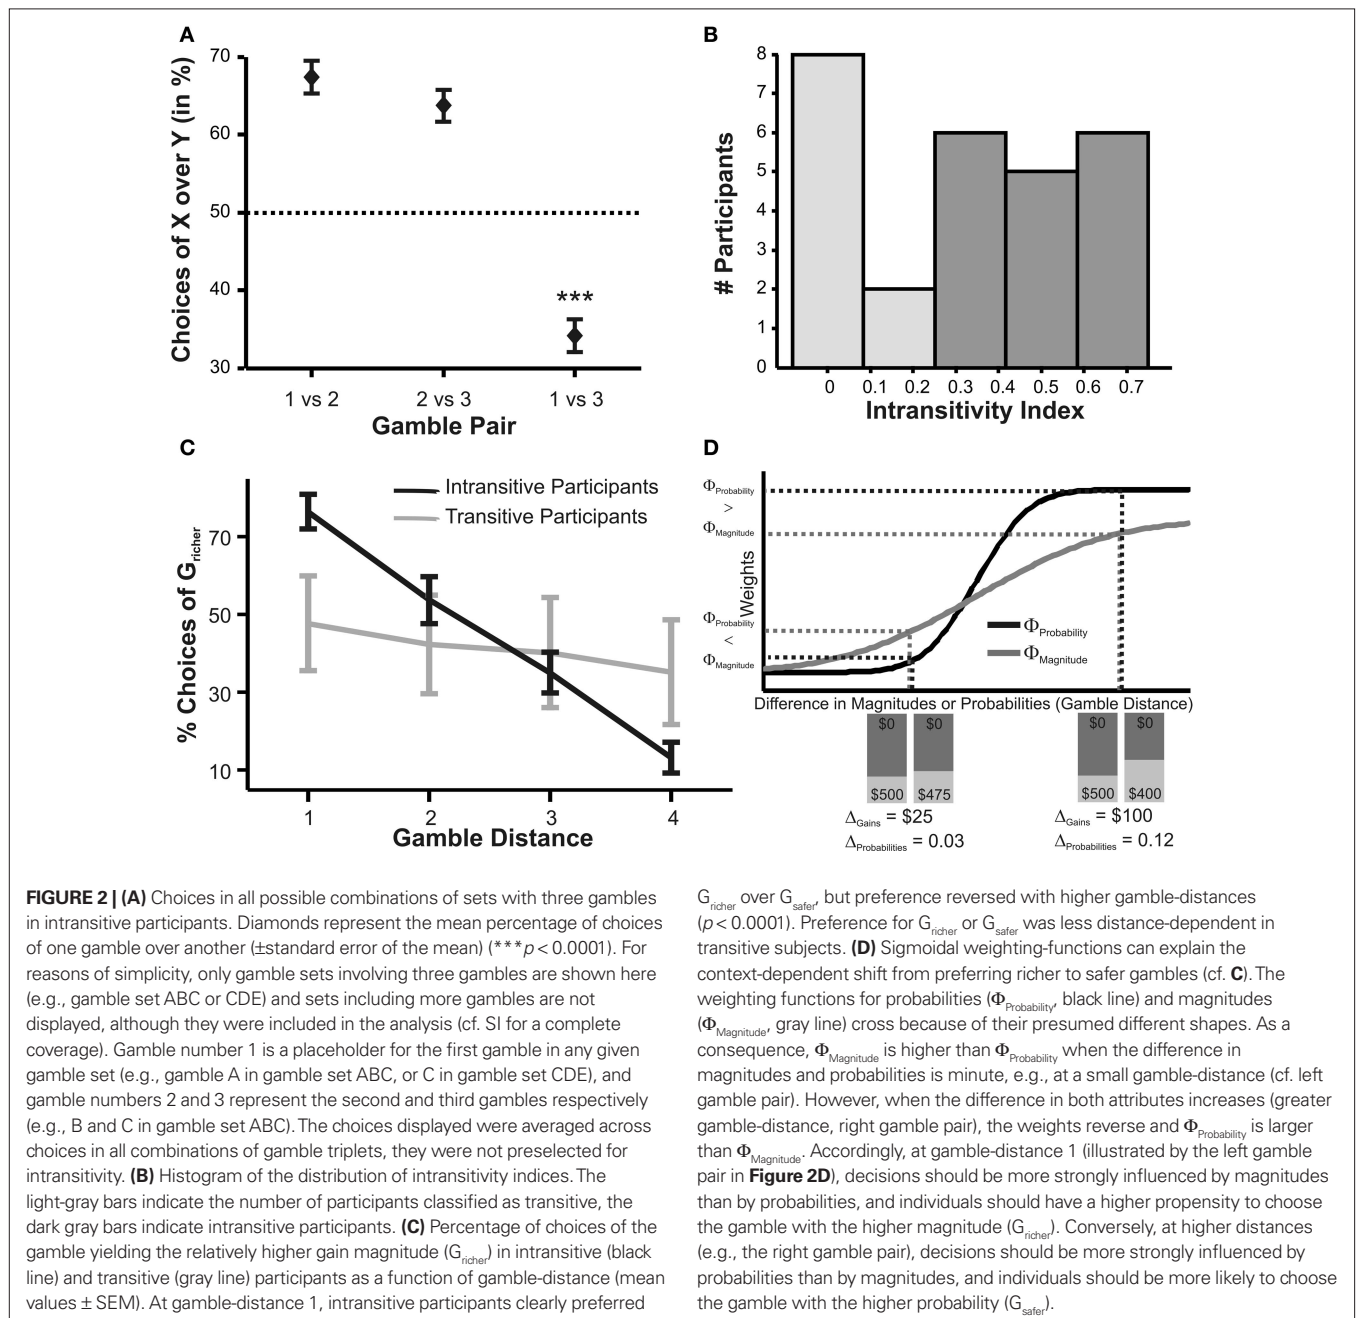 A
Choices of X over Y (in %)
70
60
50
40
30
***
1 vs 2
2 vs 3
1 vs 3
Gamble Pair
B
# Participants
8
7
6
5
4
3
2
1
0
0
0.1
0.2
0.3
0.4
0.5
0.6
0.7
Intransitivity Index
C
% Choices of Gricher
70
50
30
10
Intransitive Participants
Transitive Participants
1
2
3
4
Gamble Distance
D
Weights
ΦProbability
>
ΦMagnitude
ΦProbability
<
ΦMagnitude
ΦProbability
ΦMagnitude
Difference in Magnitudes or Probabilities (Gamble Distance)
$0 $0
$500 $475
ΔGains = $25
ΔProbabilities = 0.03
$0 $0
$500 $400
ΔGains = $100
ΔProbabilities = 0.12
FIGURE 2 | (A) Choices in all possible combinations of sets with three gambles
in intransitive participants. Diamonds represent the mean percentage of choices
of one gamble over another (±standard error of the mean) (***p < 0.0001). For
reasons of simplicity, only gamble sets involving three gambles are shown here
(e.g., gamble set ABC or CDE) and sets including more gambles are not
displayed, although they were included in the analysis (cf. SI for a complete
coverage). Gamble number 1 is a placeholder for the first gamble in any given
gamble set (e.g., gamble A in gamble set ABC, or C in gamble set CDE), and
gamble numbers 2 and 3 represent the second and third gambles respectively
(e.g., B and C in gamble set ABC). The choices displayed were averaged across
choices in all combinations of gamble triplets, they were not preselected for
intransitivity. (B) Histogram of the distribution of intransitivity indices. The
light-gray bars indicate the number of participants classified as transitive, the
dark gray bars indicate intransitive participants. (C) Percentage of choices of the
gamble yielding the relatively higher gain magnitude (Gricher) in intransitive (black
line) and transitive (gray line) participants as a function of gamble-distance (mean
values ± SEM). At gamble-distance 1, intransitive participants clearly preferred
Gricher over Gsafer, but preference reversed with higher gamble-distances
(p < 0.0001). Preference for Gricher or Gsafer was less distance-dependent in
transitive subjects. (D) Sigmoidal weighting-functions can explain the
context-dependent shift from preferring richer to safer gambles (cf. C). The
weighting functions for probabilities (ΦProbability, black line) and magnitudes
(ΦMagnitude, gray line) cross because of their presumed different shapes. As a
consequence, ΦMagnitude is higher than ΦProbability when the difference in
magnitudes and probabilities is minute, e.g., at a small gamble-distance (cf. left
gamble pair). However, when the difference in both attributes increases (greater
gamble-distance, right gamble pair), the weights reverse and ΦProbability is larger
than ΦMagnitude. Accordingly, at gamble-distance 1 (illustrated by the left gamble
pair in Figure 2D), decisions should be more strongly influenced by magnitudes
than by probabilities, and individuals should have a higher propensity to choose
the gamble with the higher magnitude (Gricher). Conversely, at higher distances
(e.g., the right gamble pair), decisions should be more strongly influenced by
probabilities than by magnitudes, and individuals should be more likely to choose
the gamble with the higher probability (Gsafer).